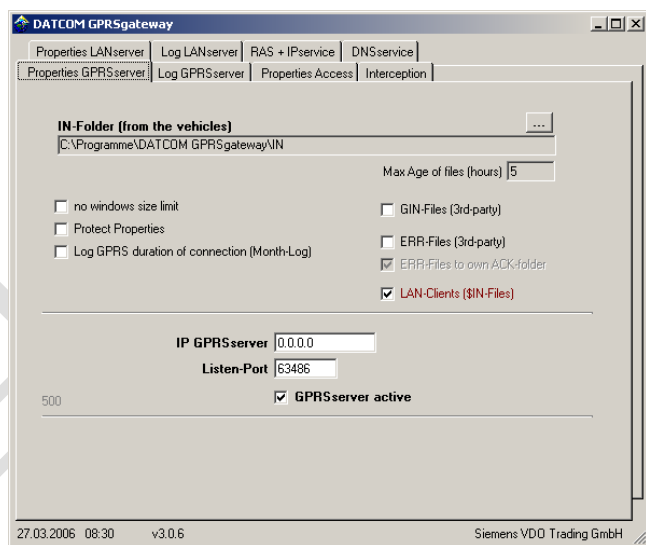 DATCOM GPRSgateway
Properties LANserver Log LANserver RAS + IPservice DNSservice
Properties GPRSserver Log GPRSserver Properties Access Interception
IN-Folder (from the vehicles) ...
C:\Programme\DATCOM GPRSgateway\IN
Max Age of files (hours) 5
no windows size limit
Protect Properties
Log GPRS duration of connection (Month-Log)
GIN-Files (3rd-party)
ERR-Files (3rd-party)
ERR-Files to own ACK-folder
LAN-Clients ($IN-Files)
IP GPRSserver 0.0.0.0
Listen-Port 63486
500 GPRSserver active
27.03.2006 08:30 v3.0.6 Siemens VDO Trading GmbH